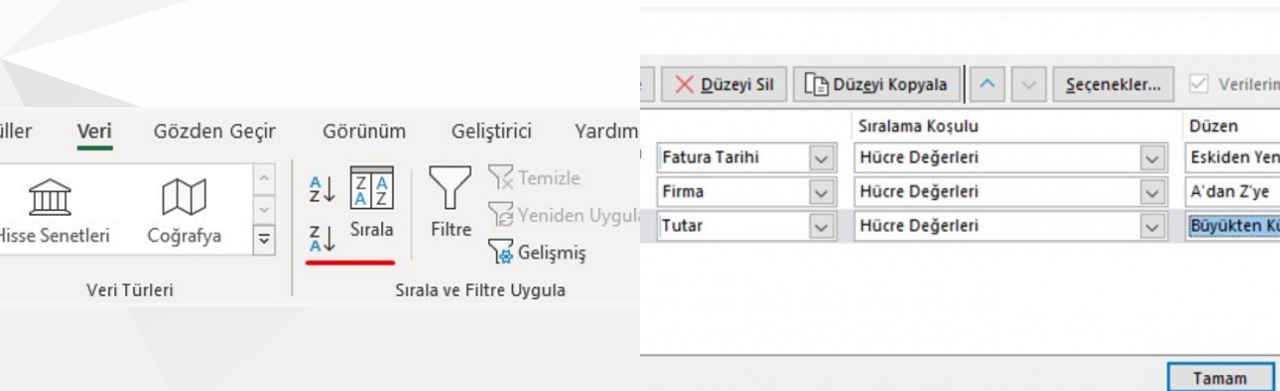 Veri
Gözden Geçir
Görünüm
Geliştirici
Yardım
Hisse Senetleri
Coğrafya
Veri Türleri
A
Z
Z
A
Z A
A Z
Sırala
Filtre
Temizle
Yeniden Uygula
Gelişmiş
Sırala ve Filtre Uygula
Düzeyi Sil
Düzeyi Kopyala
Seçenekler...
Sıralama Koşulu
Düzen
Fatura Tarihi
Hücre Değerleri
Eskiden Yen
Firma
Hücre Değerleri
A'dan Z'ye
Tutar
Hücre Değerleri
Büyükten Kü
Tamam